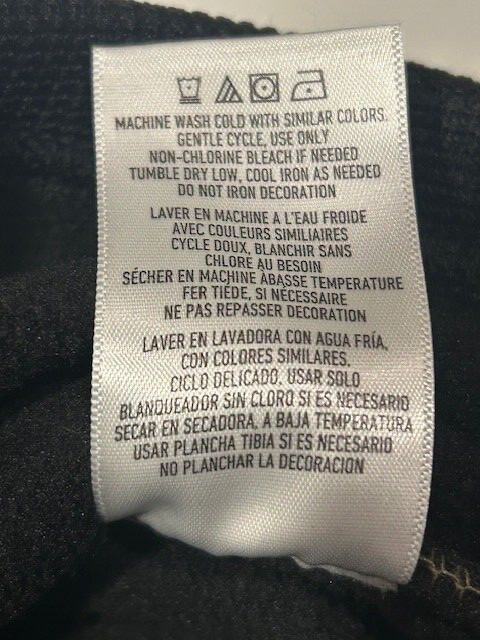 MACHINE WASH COLD WITH SIMILAR COLORS.
GENTLE CYCLE, USE ONLY
NON-CHLORINE BLEACH IF NEEDED
TUMBLE DRY LOW, COOL IRON AS NEEDED
DO NOT IRON DECORATION
LAVER EN MACHINE A L'EAU FROIDE
AVEC COULEURS SIMILIAIRES
CYCLE DOUX, BLANCHIR SANS
CHLORE AU BESOIN
SÉCHER EN MACHINE ÀBASSE TEMPERATURE
FER TIÈDE, SI NÉCESSAIRE
NE PAS REPASSER DECORATION
LAVER EN LAVADORA CON AGUA FRÍA,
CON COLORES SIMILARES.
CICLO DELICADO. USAR SOLO
BLANQUEADOR SIN CLORO SI ES NECESARIO
SECAR EN SECADORA, A BAJA TEMPERATURA
USAR PLANCHA TIBIA SI ES NECESARIO
NO PLANCHAR LA DECORACION